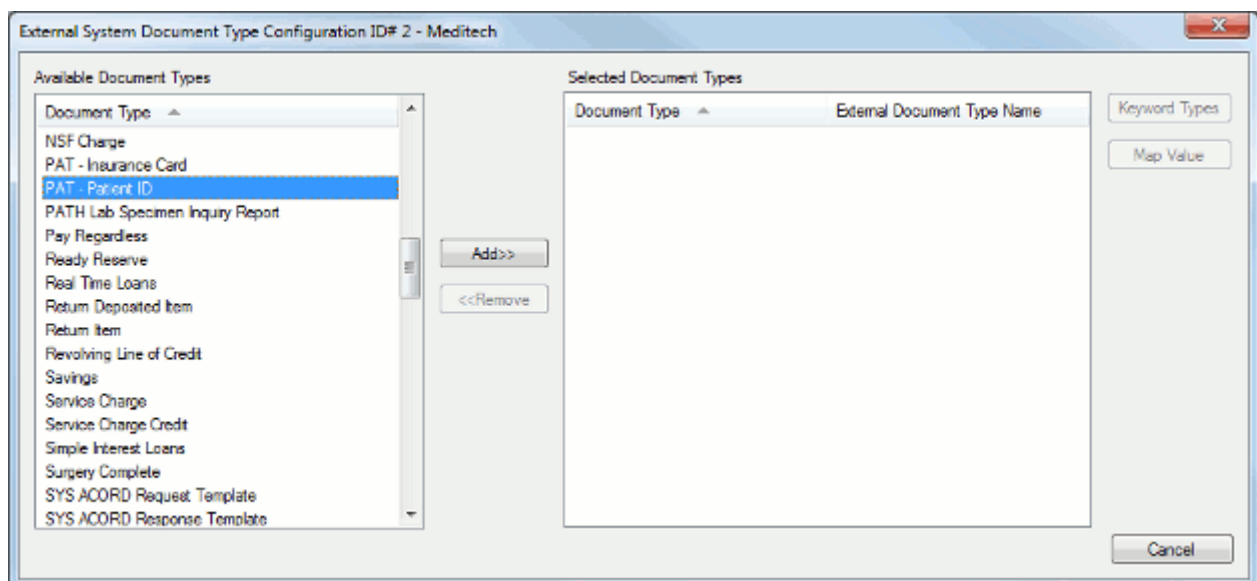 External System Document Type Configuration ID# 2 - Meditech
Available Document Types
Document Type
NSF Charge
PAT - Insurance Card
PAT - Patient ID
PATH Lab Specimen Inquiry Report
Pay Regardless
Ready Reserve
Real Time Loans
Return Deposited Item
Return Item
Revolving Line of Credit
Savings
Service Charge
Service Charge Credit
Simple Interest Loans
Surgery Complete
SYS ACORD Request Template
SYS ACORD Response Template
Add>>
<<Remove
Selected Document Types
Document Type External Document Type Name
Keyword Types
Map Value
Cancel